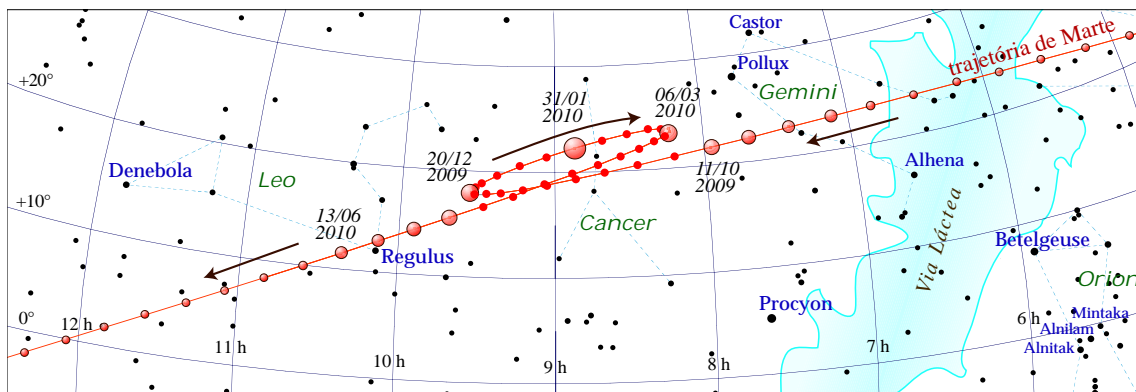 Castor
trajetória de Marte
Pollux
+20°
31/01
2010
06/03
2010
Gemini
20/12
2009
Denebola
Leo
11/10
2009
Alhena
+10°
13/06
2010
Cancer
Regulus
Via Láctea
Betelgeuse
Orion
Procyon
0°
12 h
Mintaka
6 h
Alnilam
Alnitak
11 h
10 h
9 h
8 h
7 h